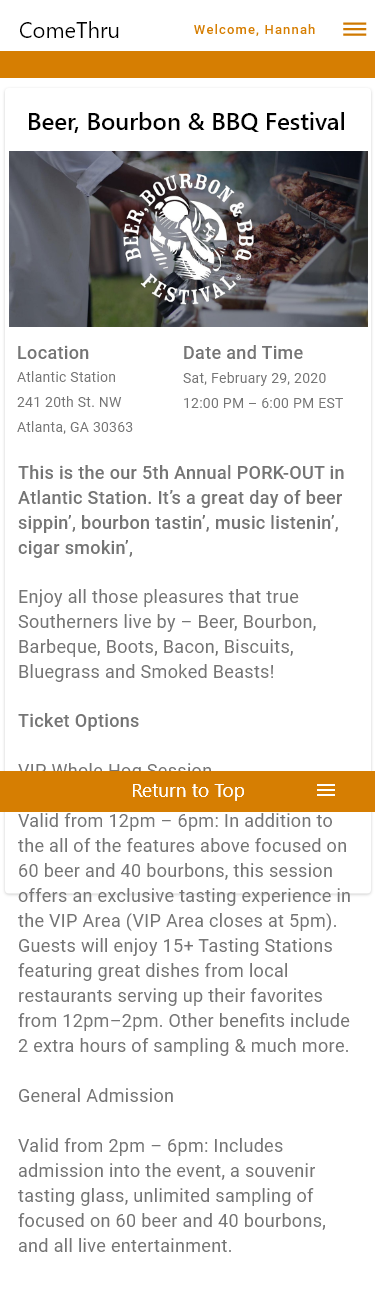 ComeThru
Welcome, Hannah
Beer, Bourbon & BBQ Festival
BEER, BOURBON & BBQ
FESTIVAL
Location
Atlantic Station
241 20th St. NW
Atlanta, GA 30363
Date and Time
Sat, February 29, 2020
12:00 PM – 6:00 PM EST
This is the our 5th Annual PORK-OUT in
Atlantic Station. It’s a great day of beer
sippin’, bourbon tastin’, music listenin’,
cigar smokin’,
Enjoy all those pleasures that true
Southerners live by – Beer, Bourbon,
Barbeque, Boots, Bacon, Biscuits,
Bluegrass and Smoked Beasts!
Ticket Options
VIP Whole Hog Session
Return to Top
Valid from 12pm – 6pm: In addition to
the all of the features above focused on
60 beer and 40 bourbons, this session
offers an exclusive tasting experience in
the VIP Area (VIP Area closes at 5pm).
Guests will enjoy 15+ Tasting Stations
featuring great dishes from local
restaurants serving up their favorites
from 12pm–2pm. Other benefits include
2 extra hours of sampling & much more.
General Admission
Valid from 2pm – 6pm: Includes
admission into the event, a souvenir
tasting glass, unlimited sampling of
focused on 60 beer and 40 bourbons,
and all live entertainment.